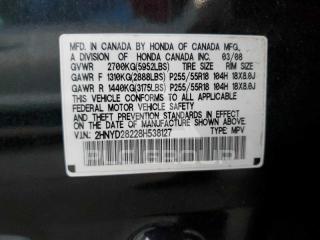 MFD. IN CANADA BY HONDA OF CANADA MFG.,
A DIVISION OF HONDA CANADA INC. 03/08
GVWR 2700KG(5952LBS) TIRE SIZE RIM SIZE
GAWR F 1310KG(2888LBS) P255/55R18 104H 18X8.0J
GAWR R 1440KG(3175LBS) P255/55R18 104H 18X8.0J
THIS VEHICLE CONFORMS TO ALL APPLICABLE
FEDERAL MOTOR VEHICLE SAFETY
AND THEFT PREVENTION STANDARDS IN EFFECT
ON THE DATE OF MANUFACTURE SHOWN ABOVE.
V.I.N: 2HNYD28228H538127 TYPE: MPV